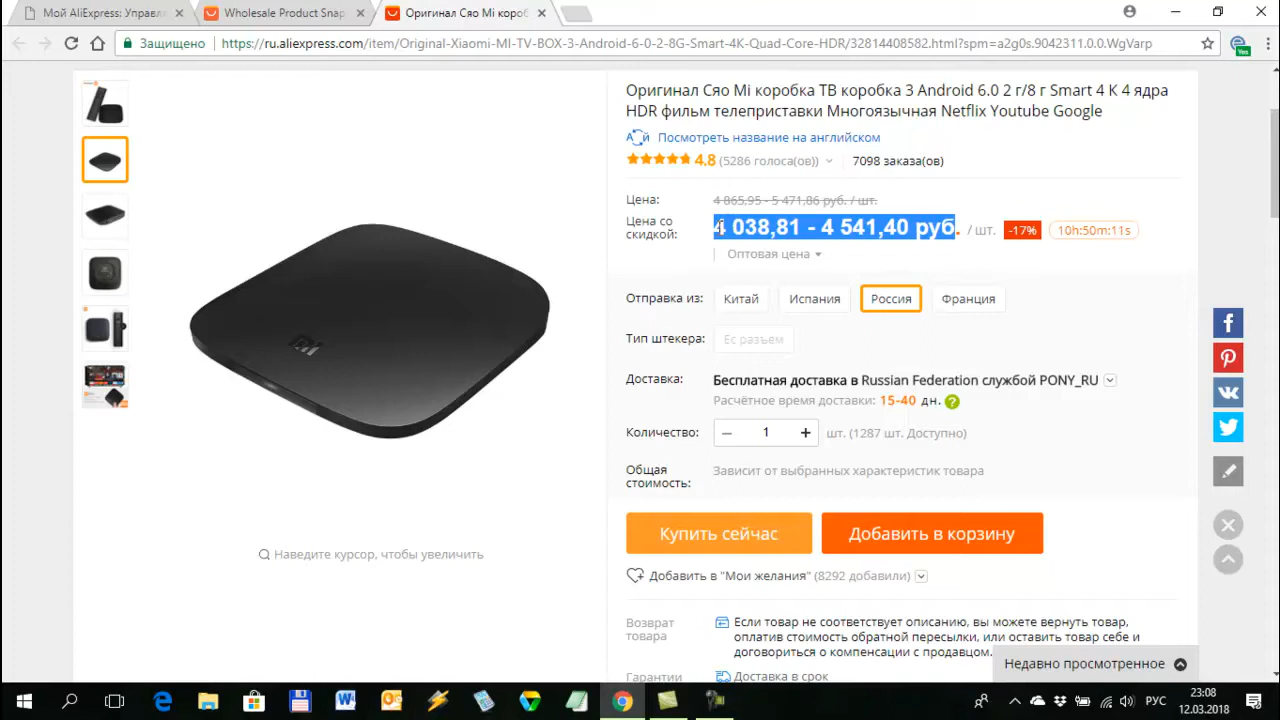 Мой AliExpress: Управля
Wholesale Product Snap
Оригинал Сяо Mi короб
Защищено
https://ru.aliexpress.com/item/Original-Xiaomi-MI-TV-BOX-3-Android-6-0-2-8G-Smart-4K-Quad-Core-HDR/32814408582.html?spm=a2g0s.9042311.0.0.WgVarp
Yes
Оригинал Сяо Mi коробка ТВ коробка 3 Android 6.0 2 г/8 г Smart 4 К 4 ядра
HDR фильм телеприставки Многоязычная Netflix Youtube Google
Посмотреть название на английском
4.8 (5286 голоса(ов)) 7098 заказа(ов)
Цена: 4 865,95 - 5 471,86 руб. / шт.
Цена со
скидкой: 4 038,81 - 4 541,40 руб. / шт. -17% 10h:50m:11s
Оптовая цена
Отправка из: Китай Испания Россия Франция
Тип штекера: Ес разъем
Доставка: Бесплатная доставка в Russian Federation службой PONY_RU
Расчётное время доставки: 15-40 дн. ?
Количество: – 1 + шт. (1287 шт. Доступно)
Общая
стоимость: Зависит от выбранных характеристик товара
Купить сейчас Добавить в корзину
Наведите курсор, чтобы увеличить
Добавить в "Мои желания" (8292 добавили)
Возврат
товара
Если товар не соответствует описанию, вы можете вернуть товар,
оплатив стоимость обратной пересылки, или оставить товар себе и
договориться о компенсации с продавцом.
Гарантии Доставка в срок
Недавно просмотренное
РУС
23:08
12.03.2018